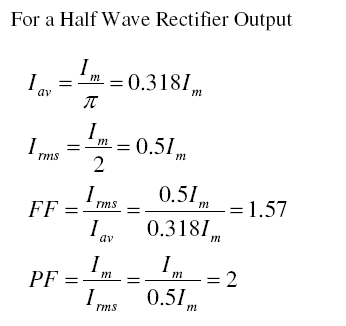 For a Half Wave Rectifier Output
I_av = I_m / π = 0.318I_m
I_rms = I_m / 2 = 0.5I_m
FF = I_rms / I_av = 0.5I_m / 0.318I_m = 1.57
PF = I_m / I_rms = I_m / 0.5I_m = 2